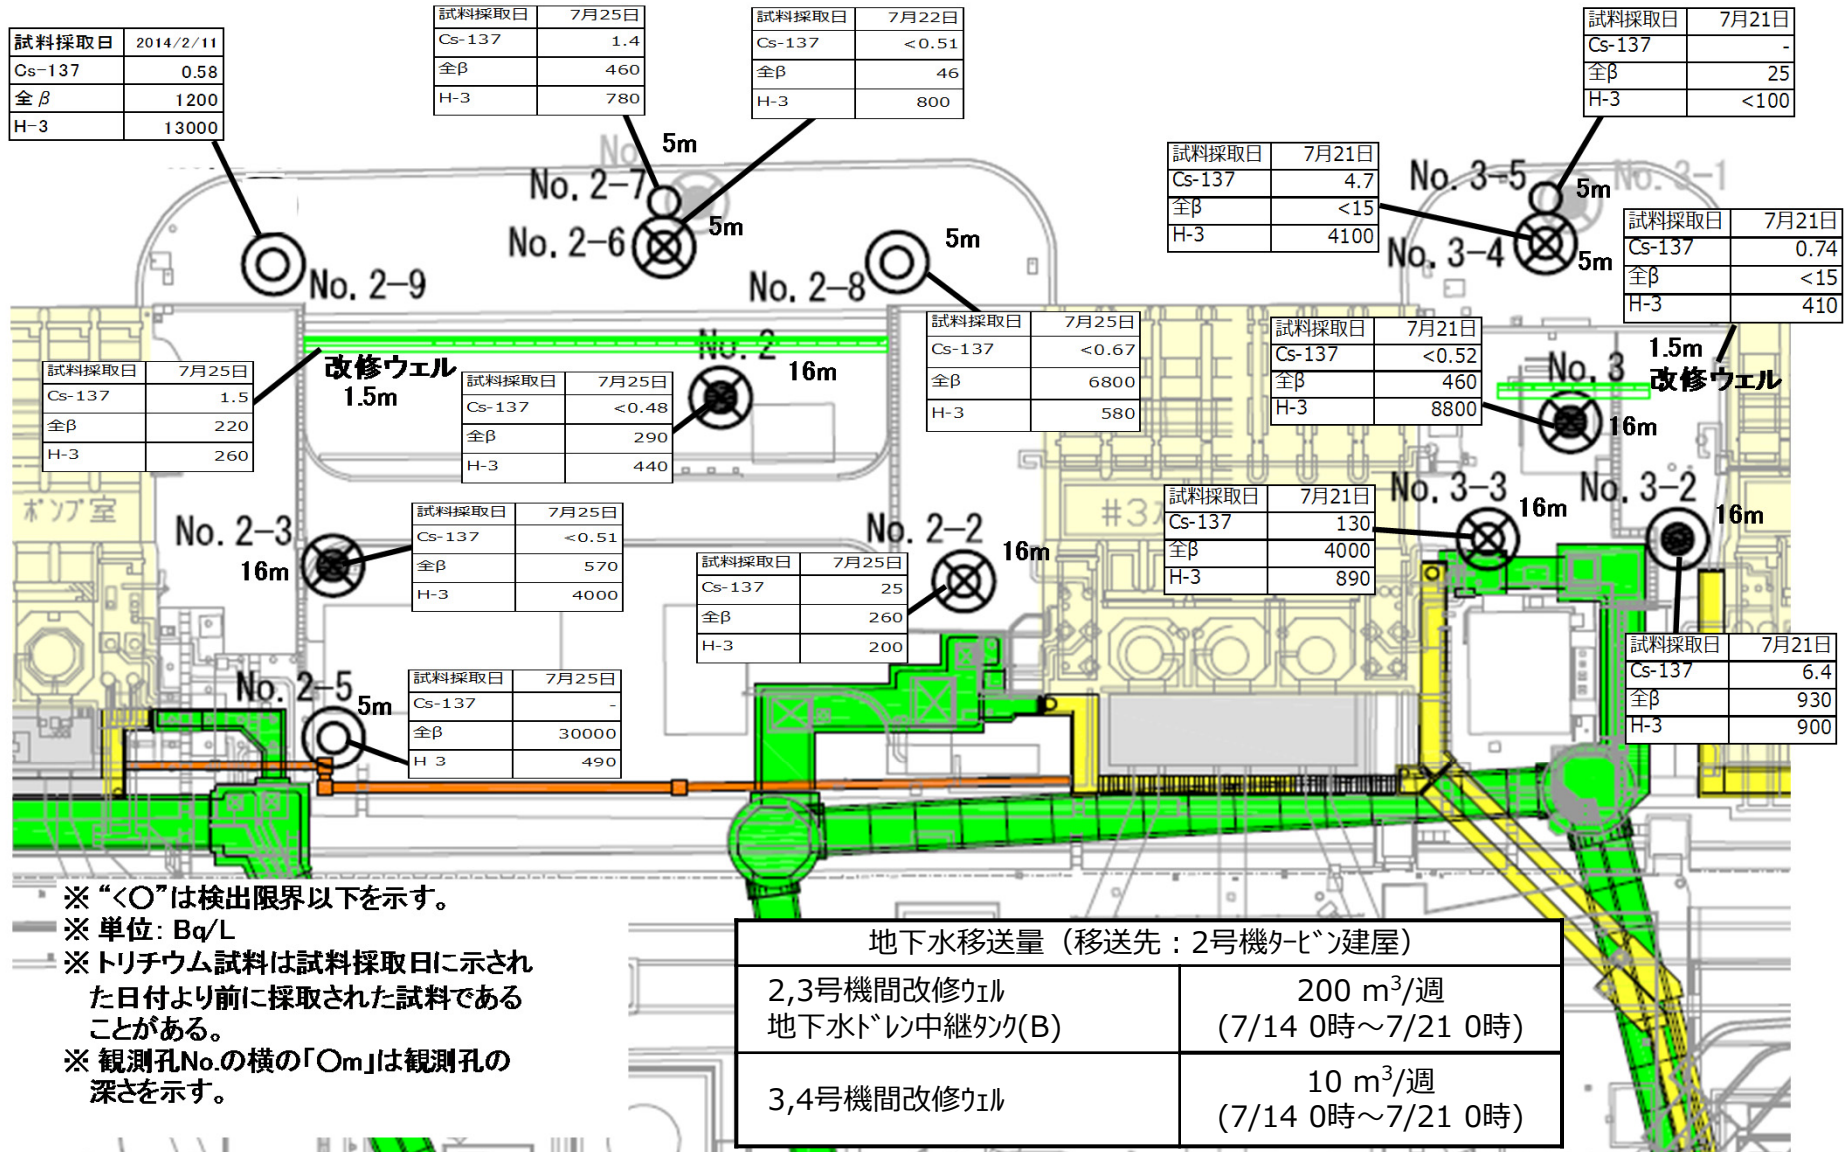 試料採取日 2014/2/11
Cs-137 0.58
全β 1200
H-3 13000
試料採取日 7月25日
Cs-137 1.4
全β 460
H-3 780
試料採取日 7月22日
Cs-137 <0.51
全β 46
H-3 800
試料採取日 7月21日
Cs-137 -
全β 25
H-3 <100
試料採取日 7月21日
Cs-137 4.7
全β <15
H-3 4100
試料採取日 7月21日
Cs-137 0.74
全β <15
H-3 410
No. 5m
No. 2-7
No. 2-6 5m
No. 2-9
No. 2-8 5m
No. 3-5 5m
No. 3-1
No. 3-4 5m
試料採取日 7月25日
Cs-137 1.5
全β 220
H-3 260
改修ウェル
1.5m
試料採取日 7月25日
Cs-137 <0.48
全β 290
H-3 440
No. 2
16m
試料採取日 7月25日
Cs-137 <0.67
全β 6800
H-3 580
試料採取日 7月21日
Cs-137 <0.52
全β 460
H-3 8800
No. 3
16m
1.5m
改修ウェル
ポンプ室
No. 2-3
16m
試料採取日 7月25日
Cs-137 <0.51
全β 570
H-3 4000
No. 2-2
16m
試料採取日 7月25日
Cs-137 25
全β 260
H-3 200
#3
試料採取日 7月21日
Cs-137 130
全β 4000
H-3 890
No. 3-3
16m
No. 3-2
16m
試料採取日 7月21日
Cs-137 6.4
全β 930
H-3 900
No. 2-5
5m
試料採取日 7月25日
Cs-137 -
全β 30000
H 3 490
※ “<〇”は検出限界以下を示す。
※ 単位: Bq/L
※ トリチウム試料は試料採取日に示され
た日付より前に採取された試料である
ことがある。
※ 観測孔No.の横の「〇m」は観測孔の
深さを示す。
地下水移送量（移送先：2号機ﾀｰﾋﾞﾝ建屋）
2,3号機間改修ｳｪﾙ
地下水ﾄﾞﾚﾝ中継ﾀﾝｸ(B)
200 m³/週
(7/14 0時～7/21 0時)
3,4号機間改修ｳｪﾙ
10 m³/週
(7/14 0時～7/21 0時)